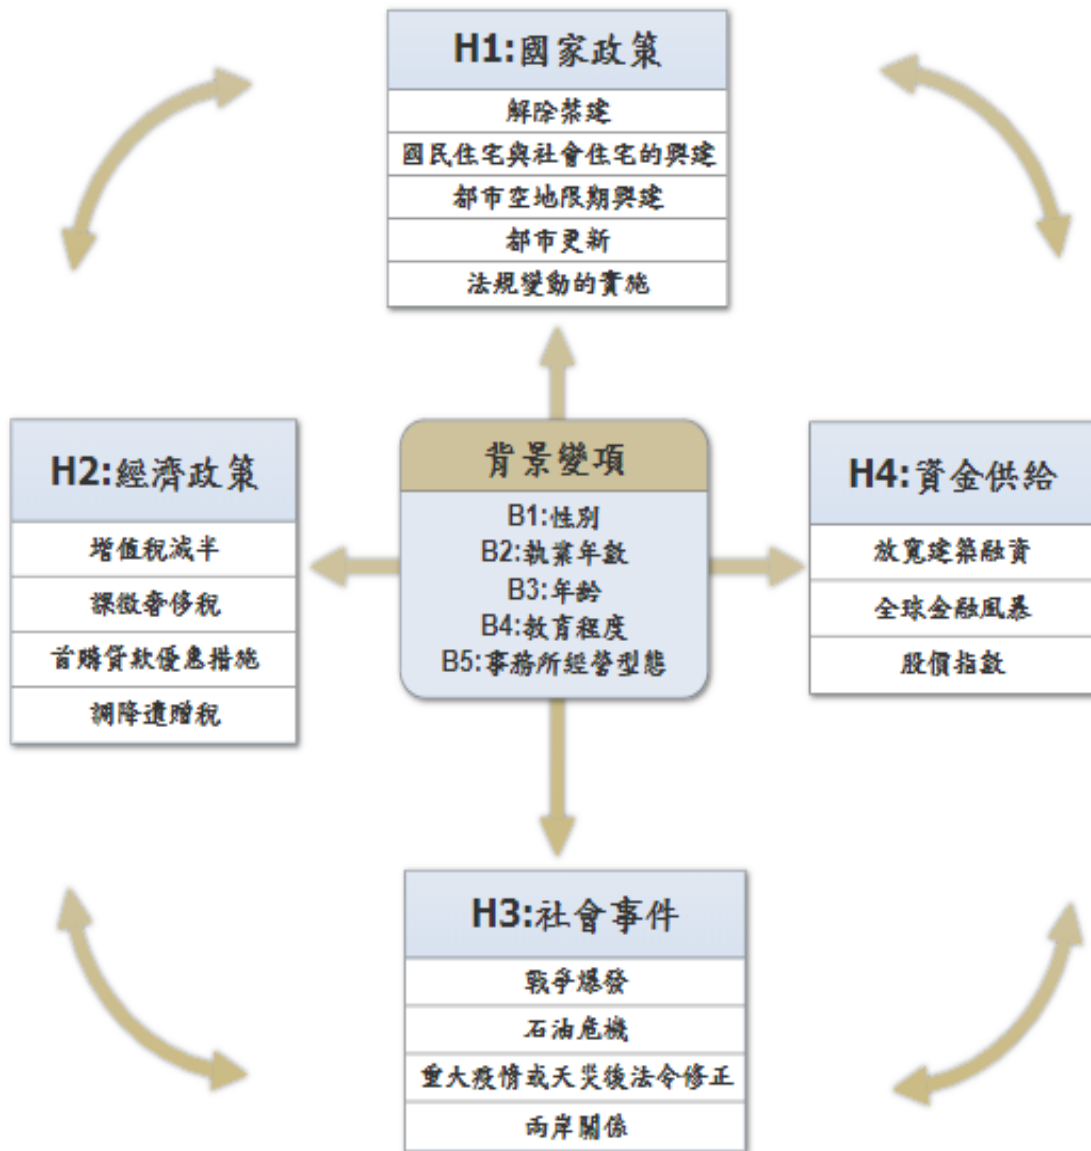 H1:國家政策
解除禁建
國民住宅與社會住宅的興建
都市空地限期興建
都市更新
法規變動的實施
H2:經濟政策
增值稅減半
課徵奢侈稅
首購貸款優惠措施
調降遺贈稅
背景變項
B1:性別
B2:執業年數
B3:年齡
B4:教育程度
B5:事務所經營型態
H4:資金供給
放寬建築融資
全球金融風暴
股價指數
H3:社會事件
戰爭爆發
石油危機
重大疫情或天災後法令修正
兩岸關係